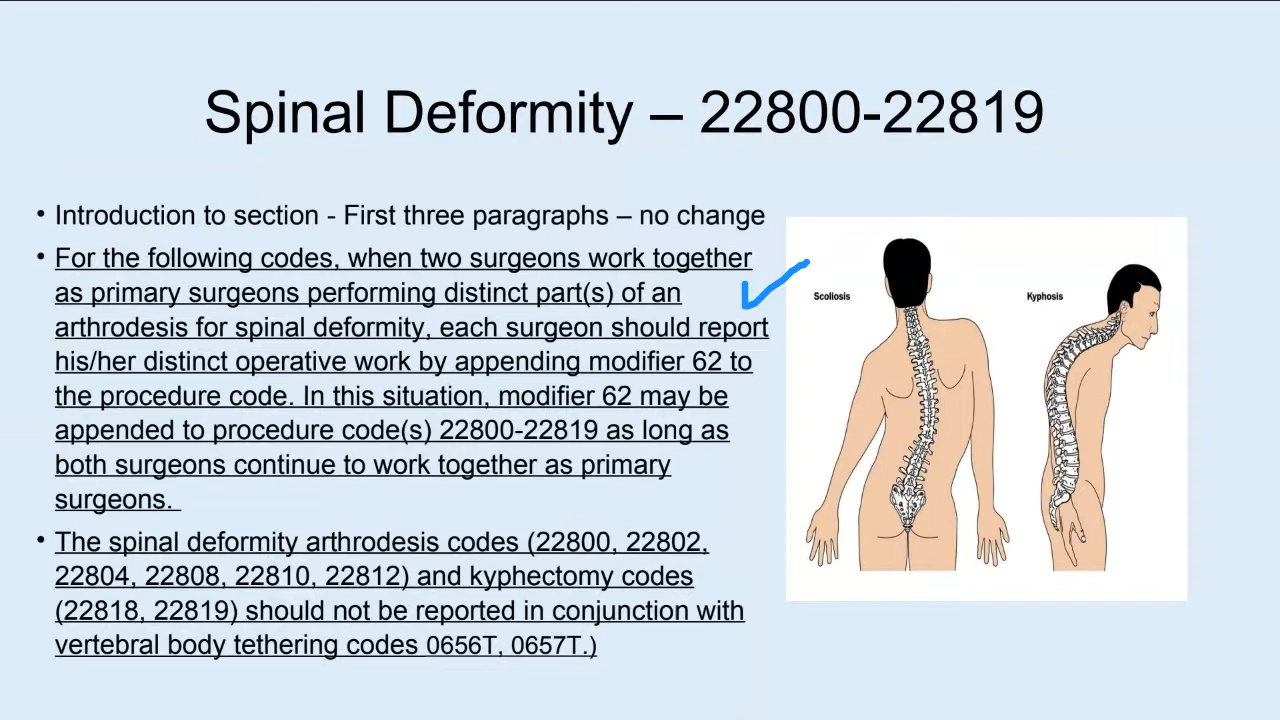 Spinal Deformity – 22800-22819
• Introduction to section - First three paragraphs – no change
• For the following codes, when two surgeons work together
as primary surgeons performing distinct part(s) of an
arthrodesis for spinal deformity, each surgeon should report
his/her distinct operative work by appending modifier 62 to
the procedure code. In this situation, modifier 62 may be
appended to procedure code(s) 22800-22819 as long as
both surgeons continue to work together as primary
surgeons.
• The spinal deformity arthrodesis codes (22800, 22802,
22804, 22808, 22810, 22812) and kyphectomy codes
(22818, 22819) should not be reported in conjunction with
vertebral body tethering codes 0656T, 0657T.)
Scoliosis
Kyphosis